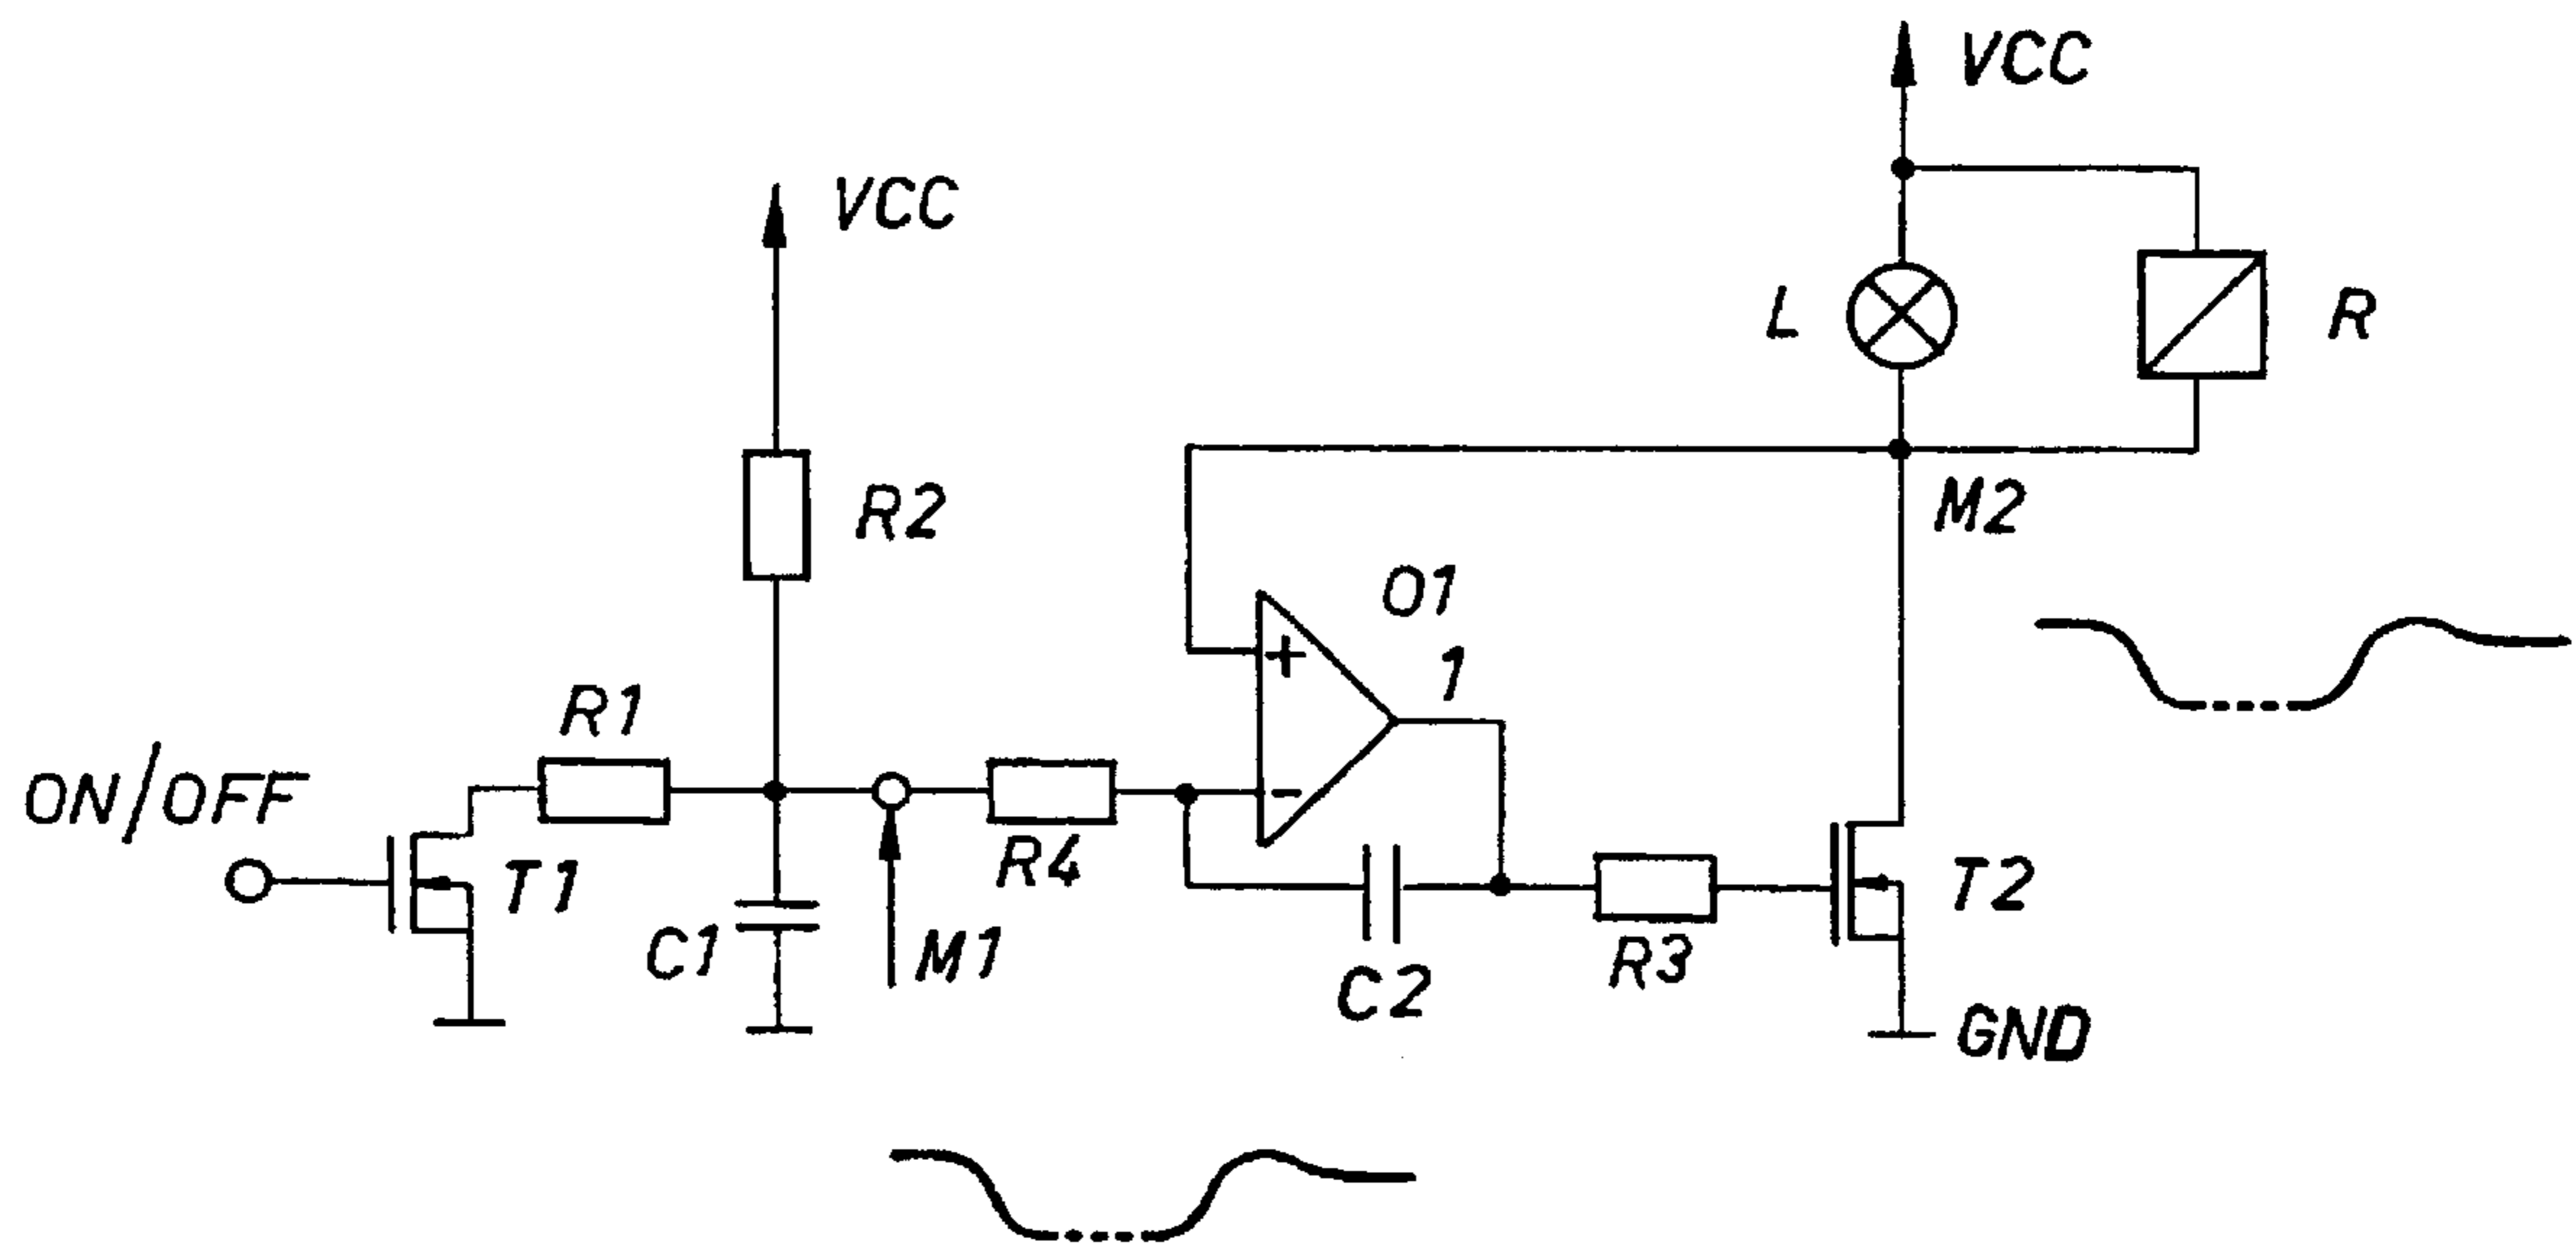 VCC
VCC
L
R
R2
M2
O1
1
R1
ON/OFF
+
-
T1
R4
T2
C1
M1
C2
R3
GND